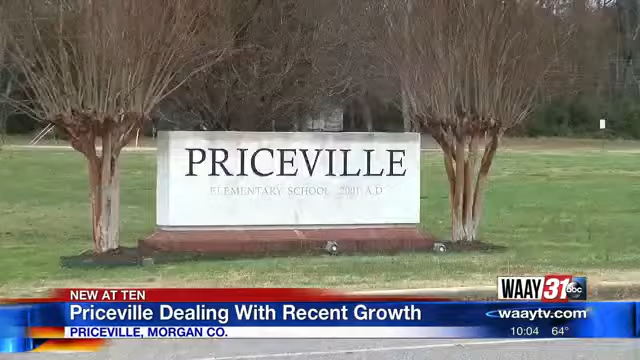 PRICEVILLE
ELEMENTARY SCHOOL 2001 A.D.
NEW AT TEN
Priceville Dealing With Recent Growth
PRICEVILLE, MORGAN CO.
WAAY 31 abc
waaytv.com
10:04 64°